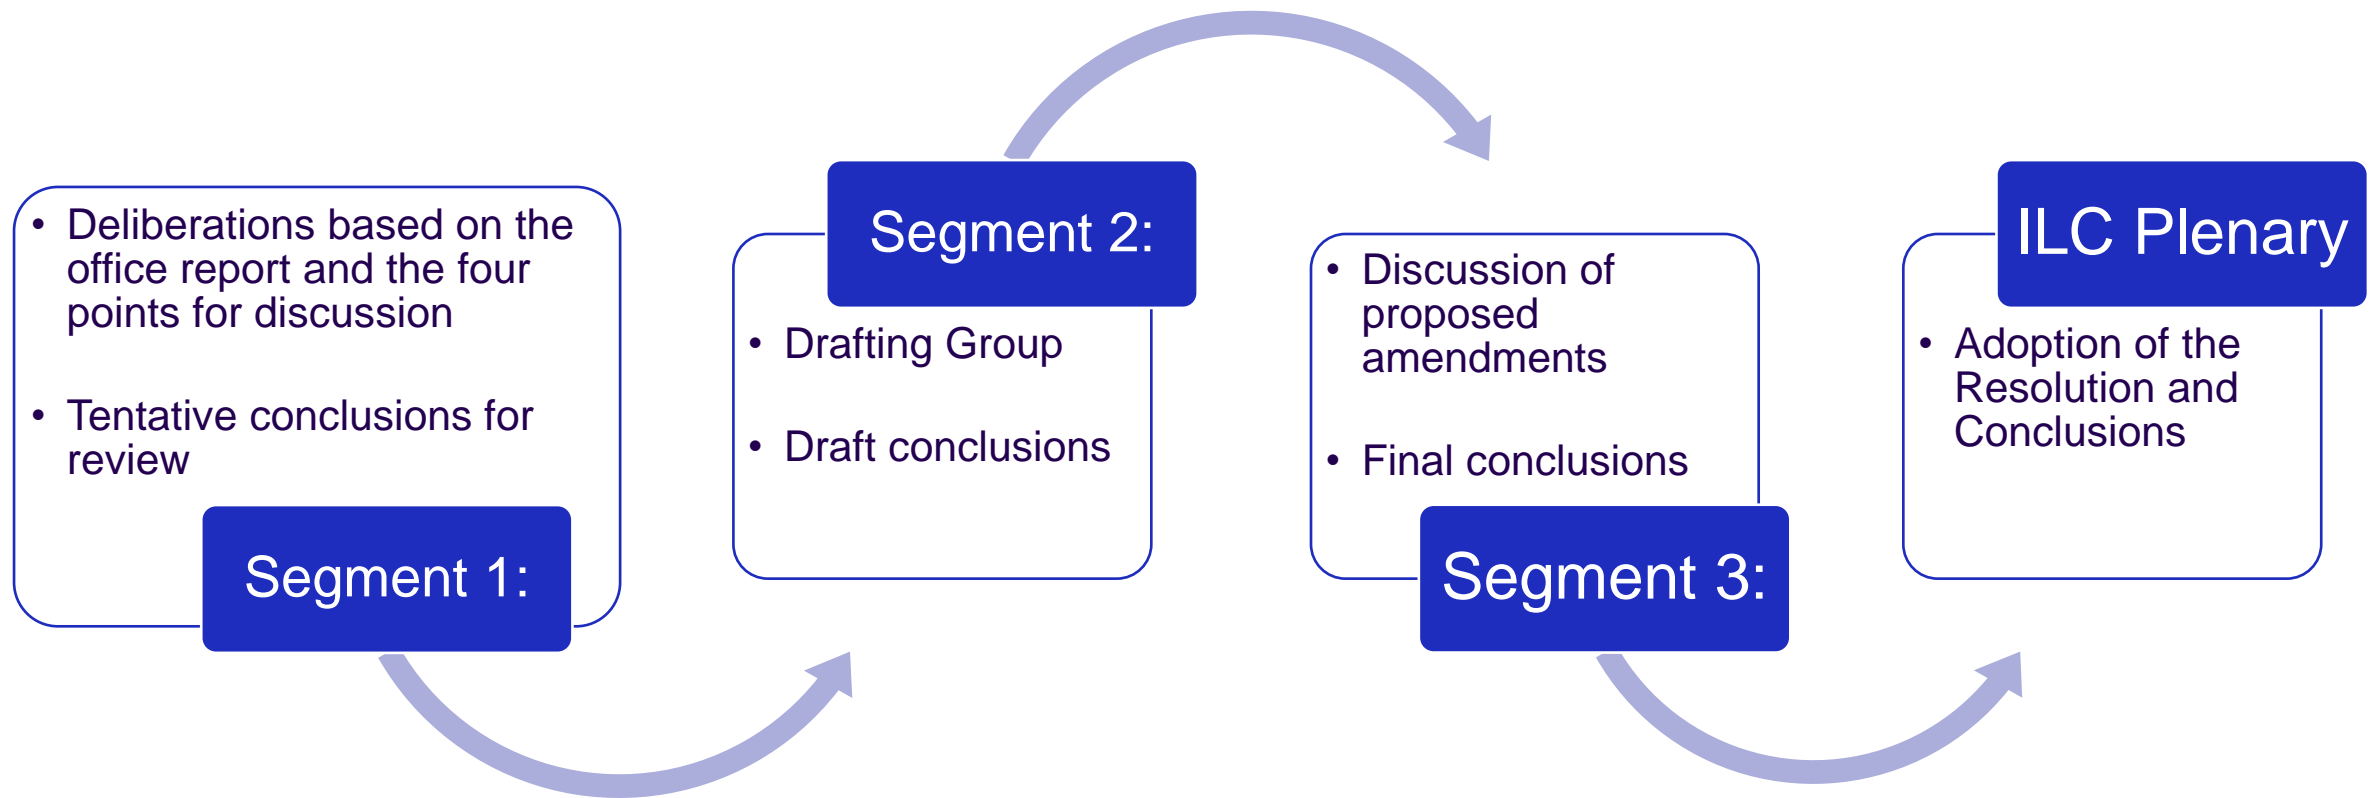 • Deliberations based on the
office report and the four
points for discussion
• Tentative conclusions for
review
Segment 1:
Segment 2:
• Drafting Group
• Draft conclusions
• Discussion of
proposed
amendments
• Final conclusions
Segment 3:
ILC Plenary
• Adoption of the
Resolution and
Conclusions